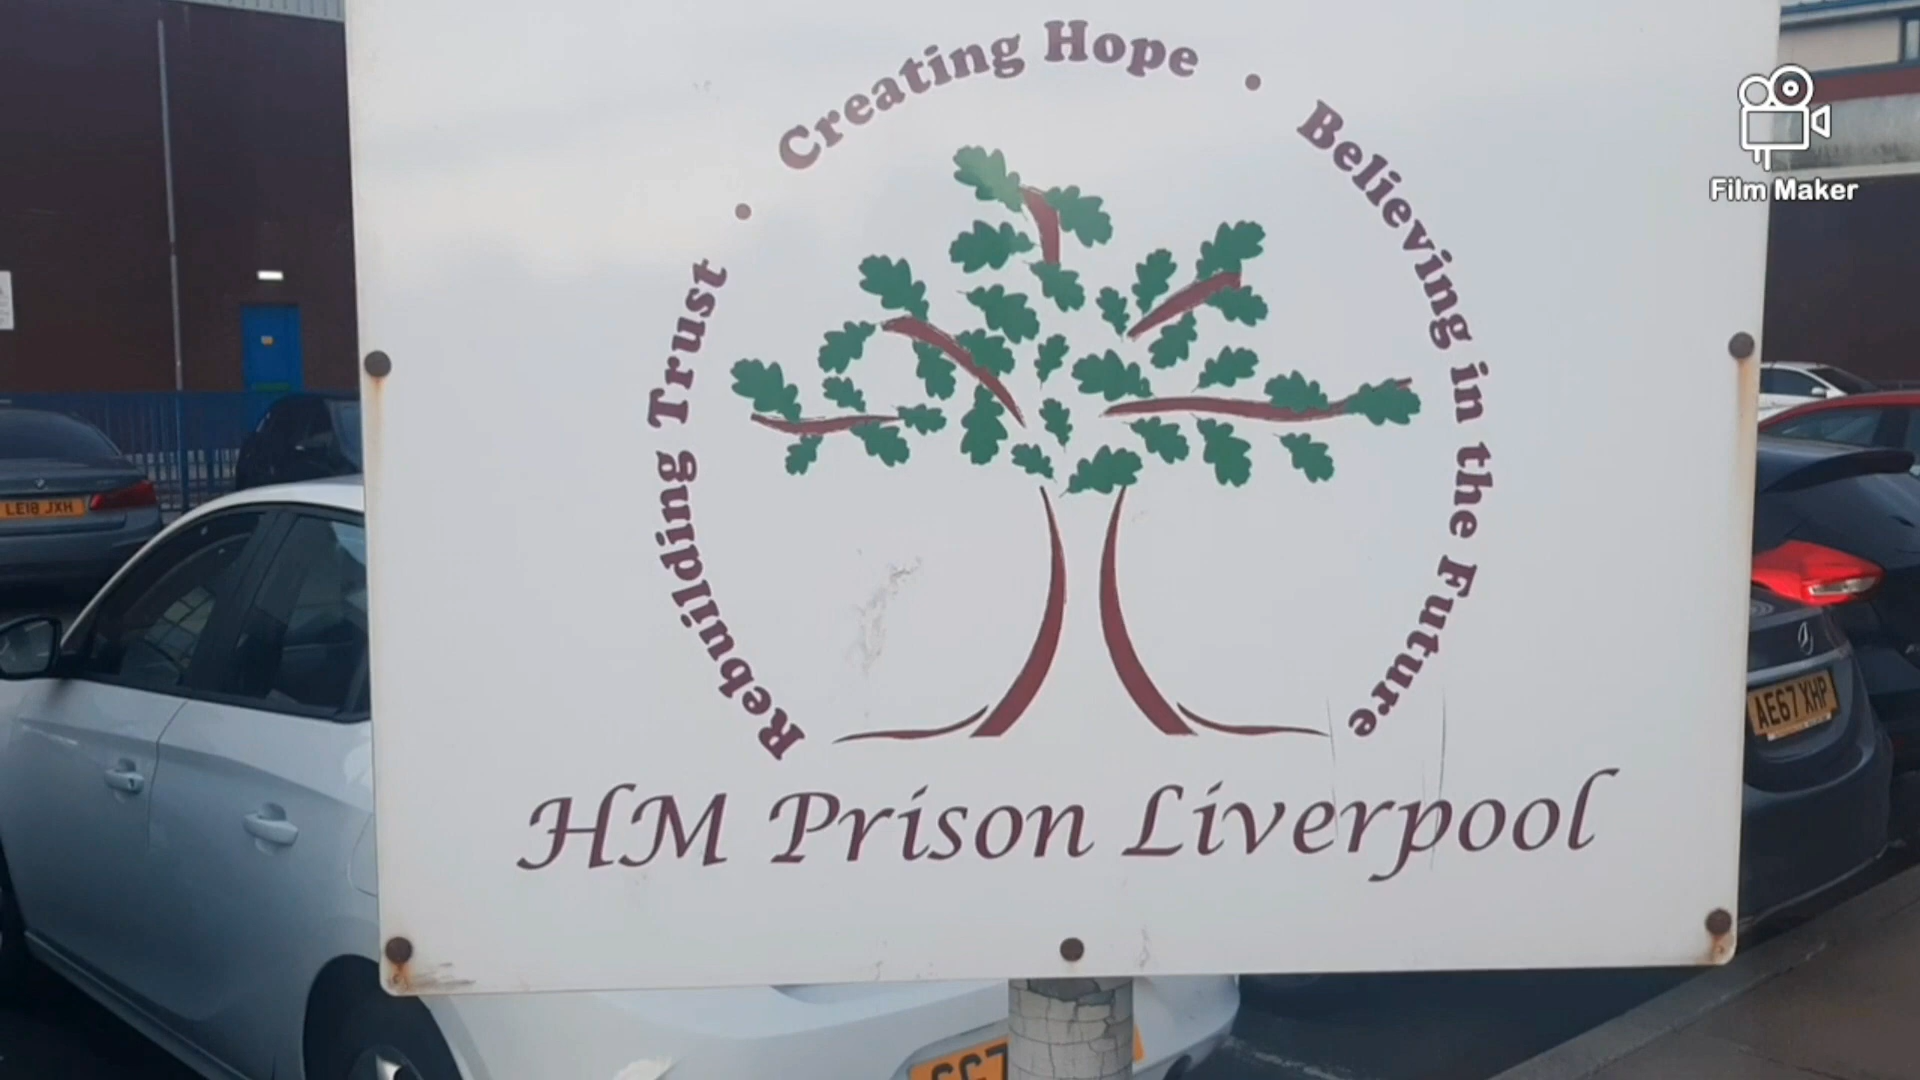 Rebuilding Trust • Creating Hope • Believing in the Future
HM Prison Liverpool
Film Maker
LE18 JXH
AE67 XHP